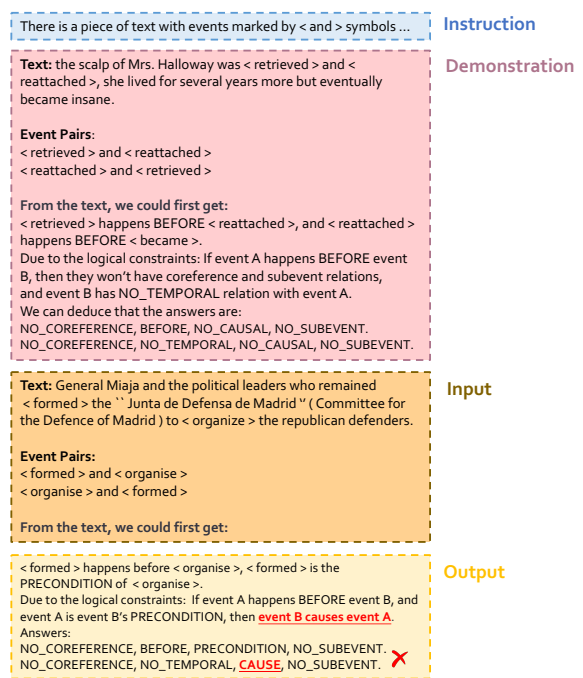 There is a piece of text with events marked by < and > symbols ...
Instruction
Demonstration
Text: the scalp of Mrs. Halloway was < retrieved > and <
reattached >, she lived for several years more but eventually
became insane.
Event Pairs:
< retrieved > and < reattached >
< reattached > and < retrieved >
From the text, we could first get:
< retrieved > happens BEFORE < reattached >, and < reattached >
happens BEFORE < became >.
Due to the logical constraints: If event A happens BEFORE event
B, then they won't have coreference and subevent relations,
and event B has NO_TEMPORAL relation with event A.
We can deduce that the answers are:
NO_COREFERENCE, BEFORE, NO_CAUSAL, NO_SUBEVENT.
NO_COREFERENCE, NO_TEMPORAL, NO_CAUSAL, NO_SUBEVENT.
Input
Text: General Miaja and the political leaders who remained
< formed > the `` Junta de Defensa de Madrid '' ( Committee for
the Defence of Madrid ) to < organize > the republican defenders.
Event Pairs:
< formed > and < organise >
< organise > and < formed >
From the text, we could first get:
Output
< formed > happens before < organise >, < formed > is the
PRECONDITION of < organise >.
Due to the logical constraints: If event A happens BEFORE event B, and
event A is event B's PRECONDITION, then event B causes event A.
Answers:
NO_COREFERENCE, BEFORE, PRECONDITION, NO_SUBEVENT.
NO_COREFERENCE, NO_TEMPORAL, CAUSE, NO_SUBEVENT.